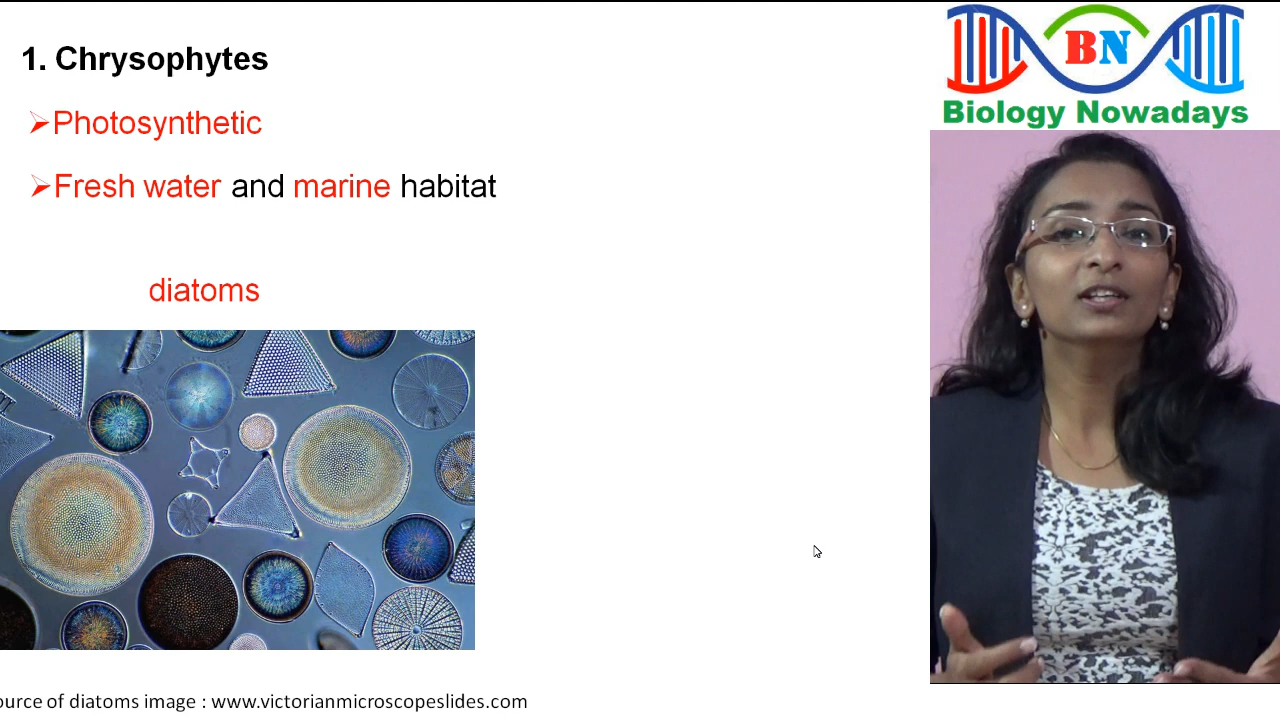 1. Chrysophytes
➢Photosynthetic
➢Fresh water and marine habitat
diatoms
ource of diatoms image : www.victorianmicroscopeslides.com
BN
Biology Nowadays